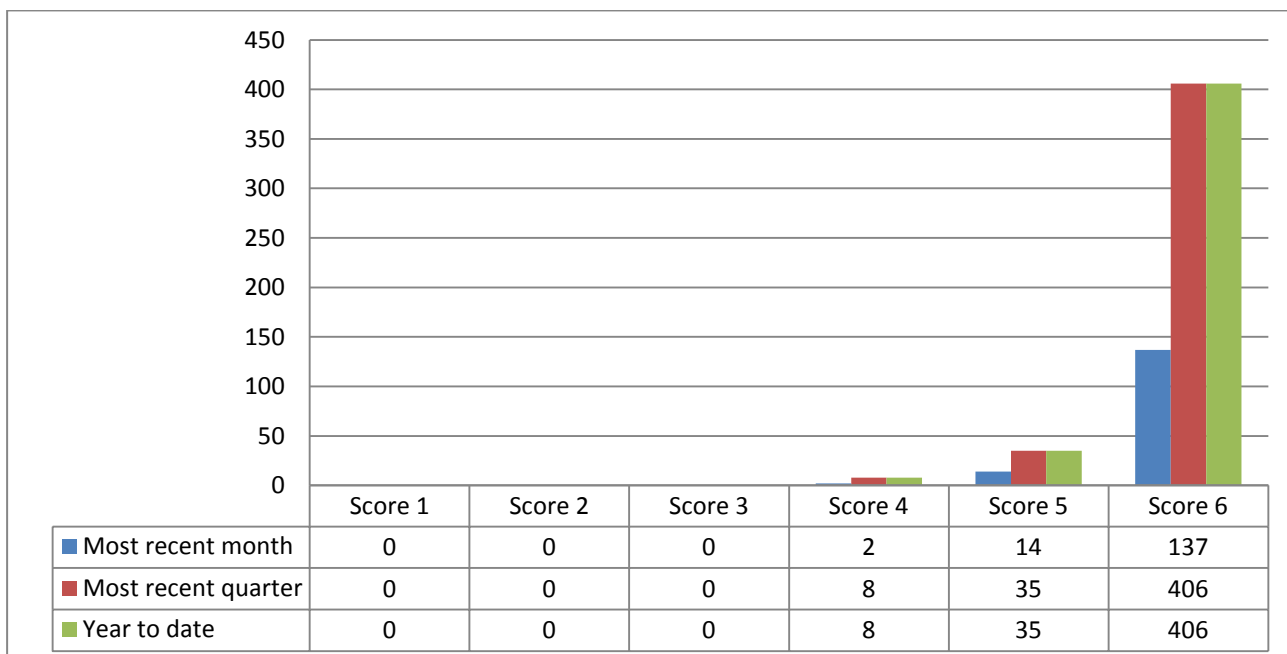 450
400
350
300
250
200
150
100
50
0
Score 1 Score 2 Score 3 Score 4 Score 5 Score 6
Most recent month 0 0 0 2 14 137
Most recent quarter 0 0 0 8 35 406
Year to date 0 0 0 8 35 406